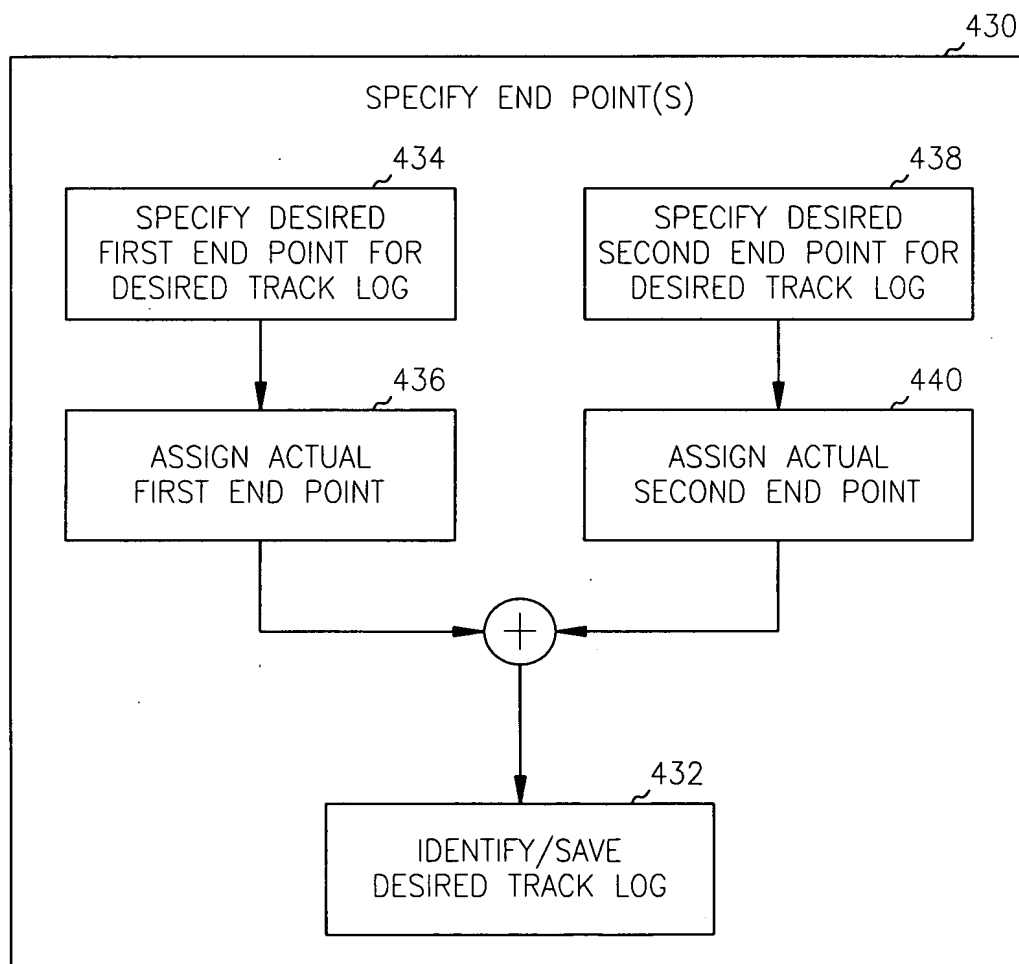 430
SPECIFY END POINT(S)
434
SPECIFY DESIRED
FIRST END POINT FOR
DESIRED TRACK LOG
438
SPECIFY DESIRED
SECOND END POINT FOR
DESIRED TRACK LOG
436
ASSIGN ACTUAL
FIRST END POINT
440
ASSIGN ACTUAL
SECOND END POINT
+
432
IDENTIFY/SAVE
DESIRED TRACK LOG